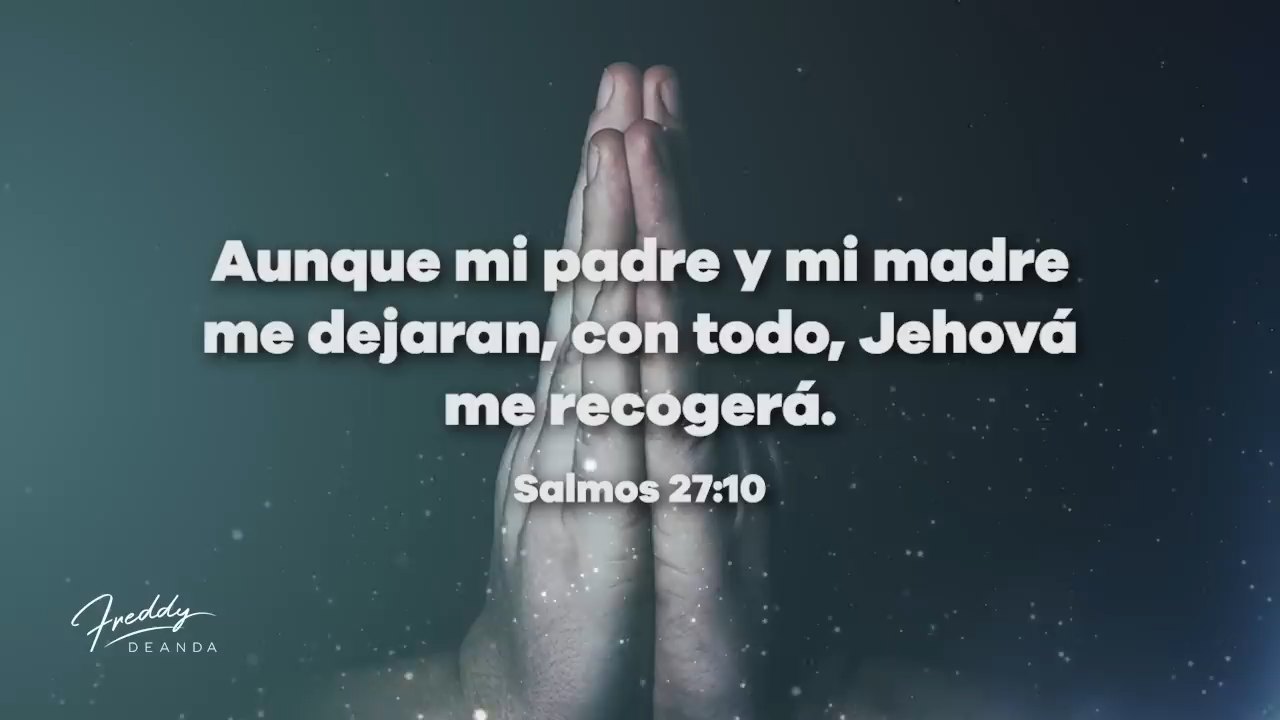 Aunque mi padre y mi madre
me dejaran, con todo, Jehová
me recogerá.
Salmos 27:10
Freddy
DEANDA